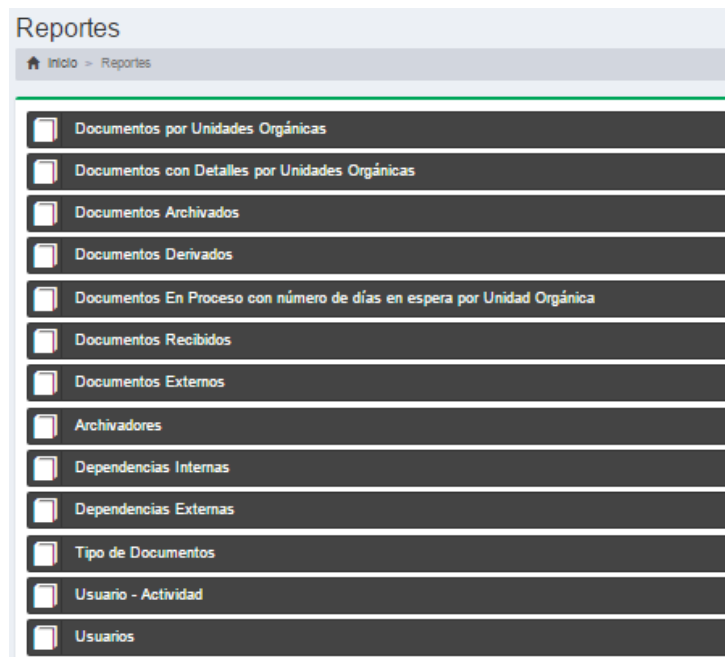 Reportes
Inicio > Reportes
Documentos por Unidades Orgánicas
Documentos con Detalles por Unidades Orgánicas
Documentos Archivados
Documentos Derivados
Documentos En Proceso con número de días en espera por Unidad Orgánica
Documentos Recibidos
Documentos Externos
Archivadores
Dependencias Internas
Dependencias Externas
Tipo de Documentos
Usuario - Actividad
Usuarios